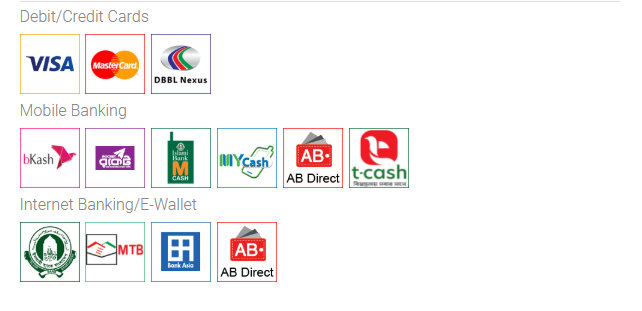 Debit/Credit Cards
VISA
MasterCard
DBBL Nexus
Mobile Banking
bKash
রকেট
Islami
Bank
M
CASH
MYCash
AB
AB Direct
t-cash
Internet Banking/E-Wallet
MTB
Bank Asia
AB
AB Direct